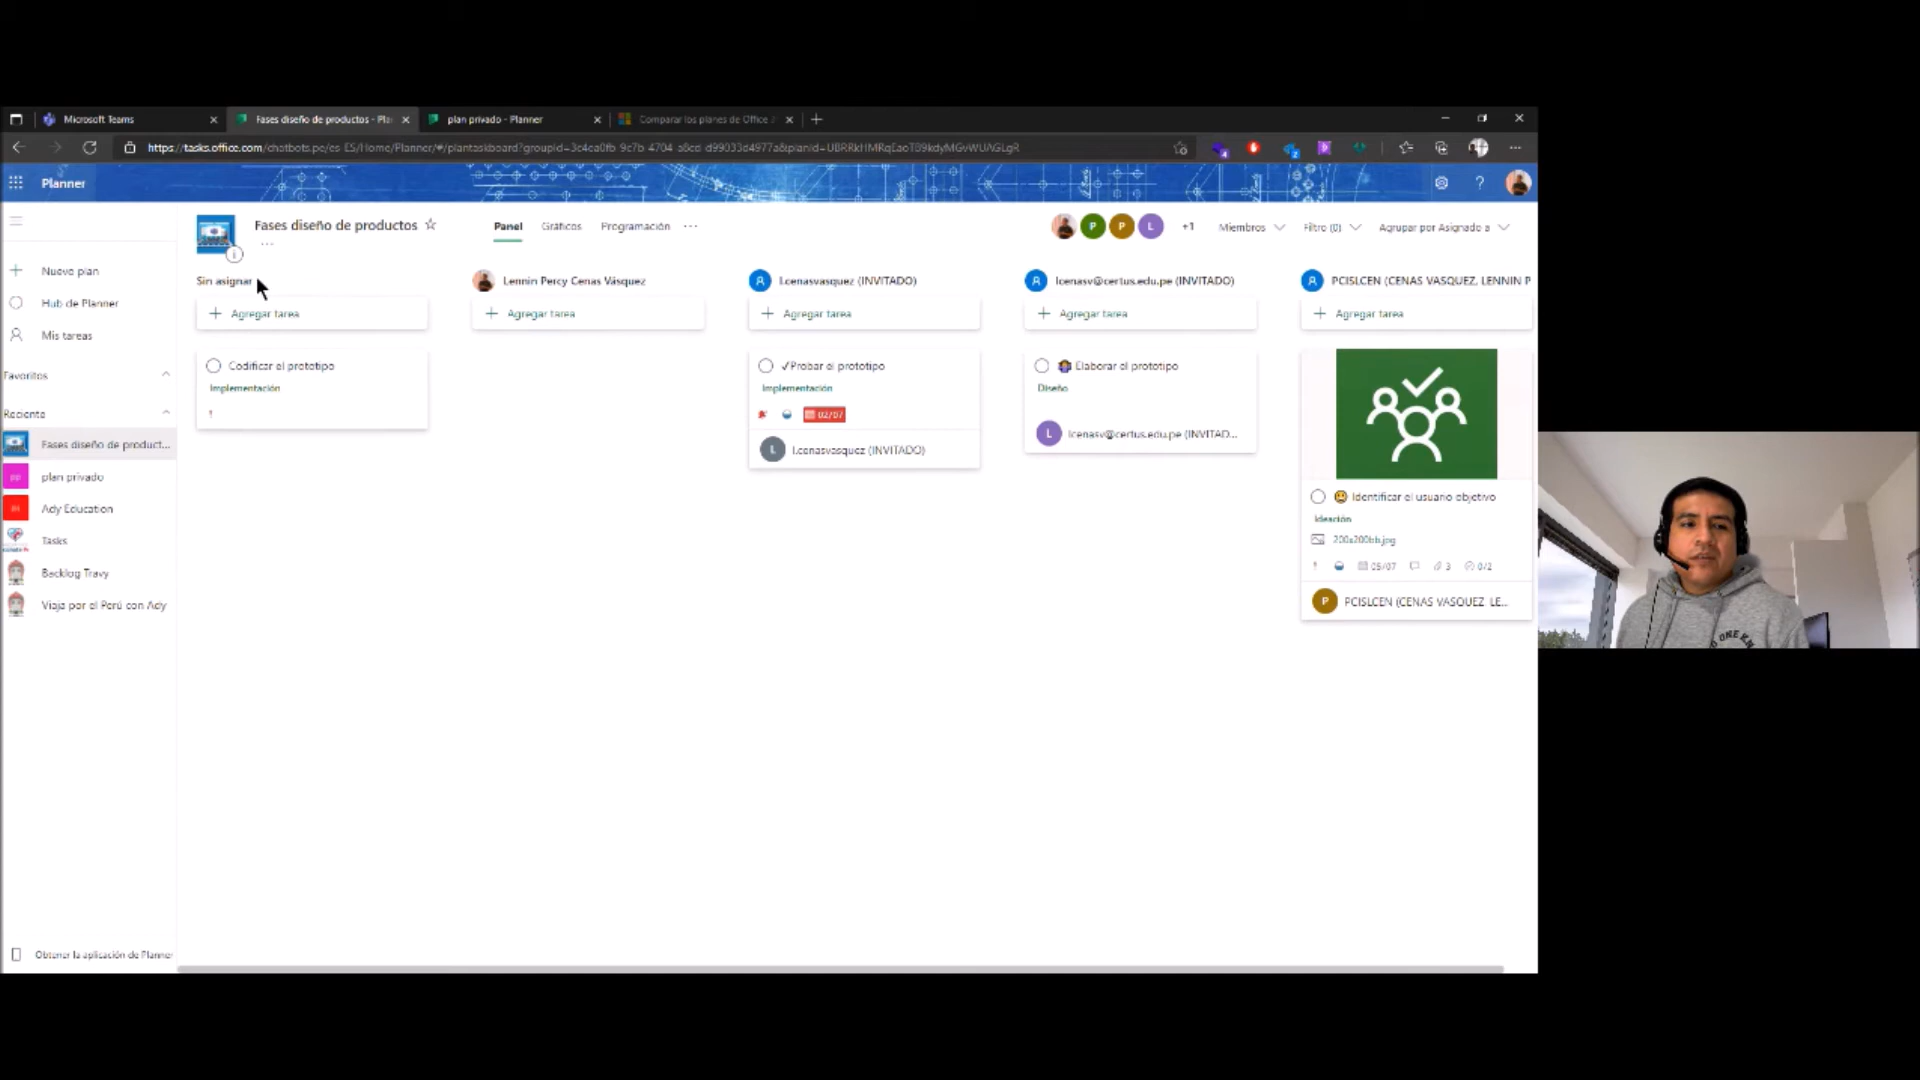 Microsoft Teams
Fases diseño de productos - Pla
plan privado - Planner
Comparar los planes de Office 3
Planner
Fases diseño de productos
Panel
Gráficos
Programación
+1
Miembros
Filtro (0)
Agrupar por Asignado a
Nuevo plan
Hub de Planner
Mis tareas
Favoritos
Reciente
Fases diseño de product...
plan privado
Ady Education
Tasks
Backlog Travy
Viaja por el Perú con Ady
Obtener la aplicación de Planner
Sin asignar
Agregar tarea
Codificar el prototipo
Implementación
Lennin Percy Cenas Vásquez
Agregar tarea
l.cenasvasquez (INVITADO)
Agregar tarea
✓Probar el prototipo
Implementación
02/07
L
l.cenasvasquez (INVITADO)
lcenasv@certus.edu.pe (INVITADO)
Agregar tarea
Elaborar el prototipo
Diseño
L
lcenasv@certus.edu.pe (INVITAD...
PCISLCEN (CENAS VASQUEZ, LENNIN P
Agregar tarea
Identificar el usuario objetivo
Ideación
200x200bb.jpg
05/07
3
0/2
P
PCISLCEN (CENAS VASQUEZ, LE...